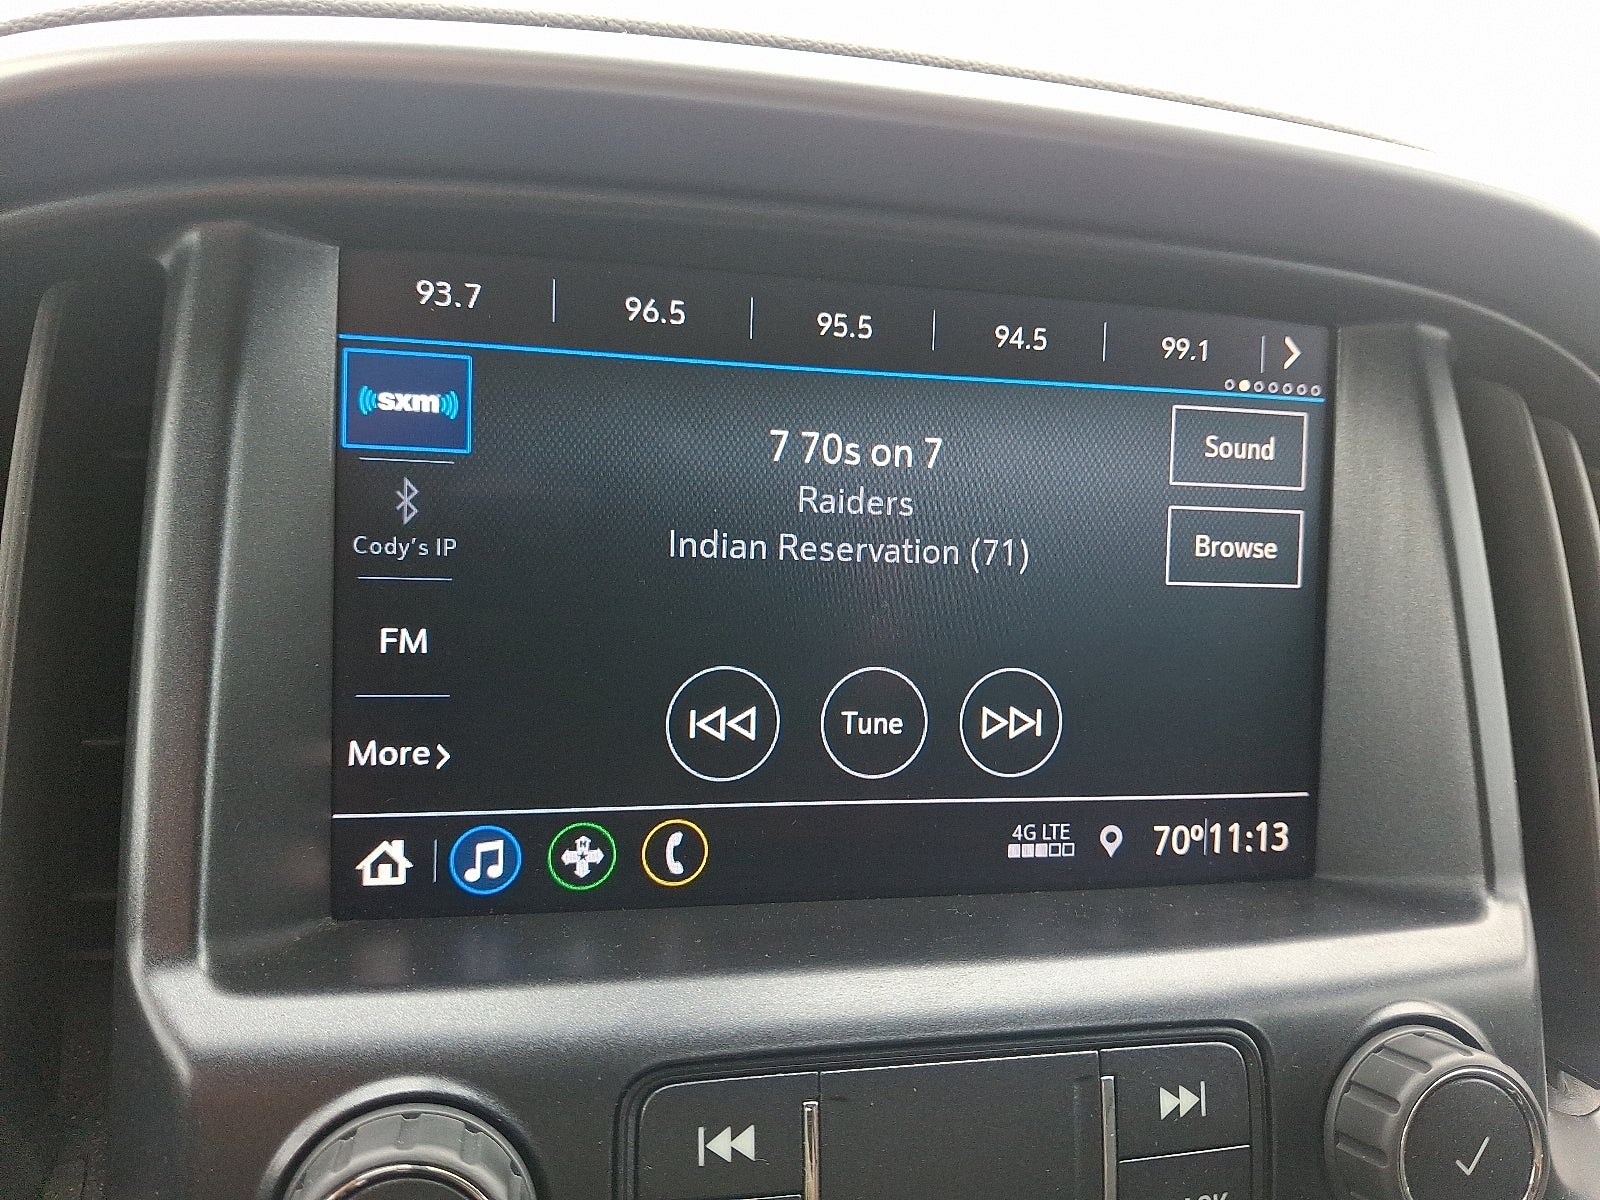 93.7 96.5 95.5 94.5 99.1
sxm
7 70s on 7
Sound
Raiders
Cody's IP
Indian Reservation (71)
Browse
FM
Tune
More
4G LTE
70° 11:13